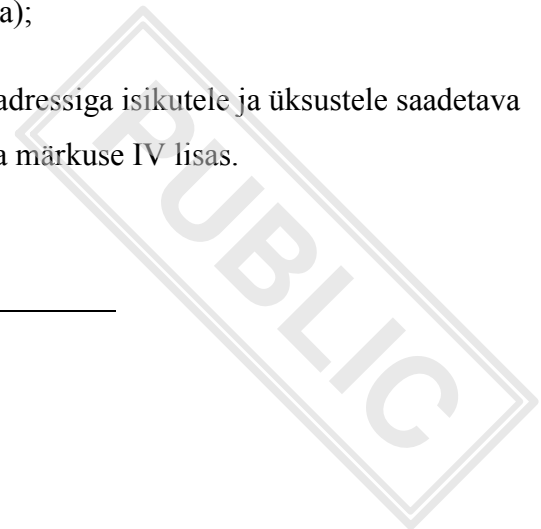 a);
adressiga isikutele ja üksustele saadetava
a märkuse IV lisas.
PUBLIC